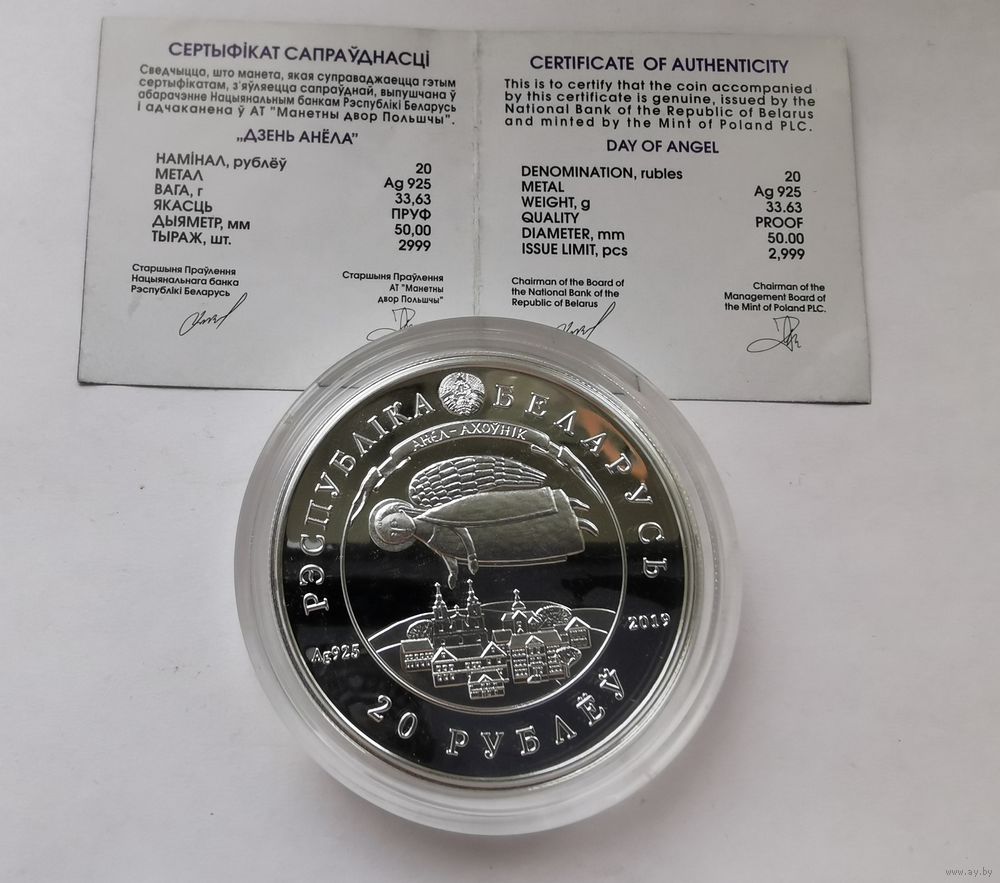 СЕРТЫФІКАТ САПРАЎДНАСЦІ
Сведчыцца, што манета, якая суправаджаецца гэтым
сертыфікатам, з'яўляецца сапраўднай, выпушчана ў
абарачэнне Нацыянальным банкам Рэспублікі Беларусь
і адчаканена ў АТ "Манетны двор Польшчы".
„ДЗЕНЬ АНЁЛА"
НАМІНАЛ, рублёў 20
МЕТАЛ Ag 925
ВАГА, г 33,63
ЯКАСЦЬ ПРУФ
ДЫЯМЕТР, мм 50,00
ТЫРАЖ, шт. 2999
Старшыня Праўлення
Нацыянальнага банка
Рэспублікі Беларусь
Старшыня Праўлення
АТ "Манетны
двор Польшчы"
CERTIFICATE OF AUTHENTICITY
This is to certify that the coin accompanied
by this certificate is genuine, issued by the
National Bank of the Republic of Belarus
and minted by the Mint of Poland PLC.
DAY OF ANGEL
DENOMINATION, rubles 20
METAL Ag 925
WEIGHT, g 33.63
QUALITY PROOF
DIAMETER, mm 50.00
ISSUE LIMIT, pcs 2,999
Chairman of the Board of
the National Bank of the
Republic of Belarus
Chairman of the
Management Board of
the Mint of Poland PLC.
РЭСПУБЛІКА БЕЛАРУСЬ
АНЁЛ-АХОЎНІК
Ag925
2019
20 РУБЛЁЎ
www.ay.by